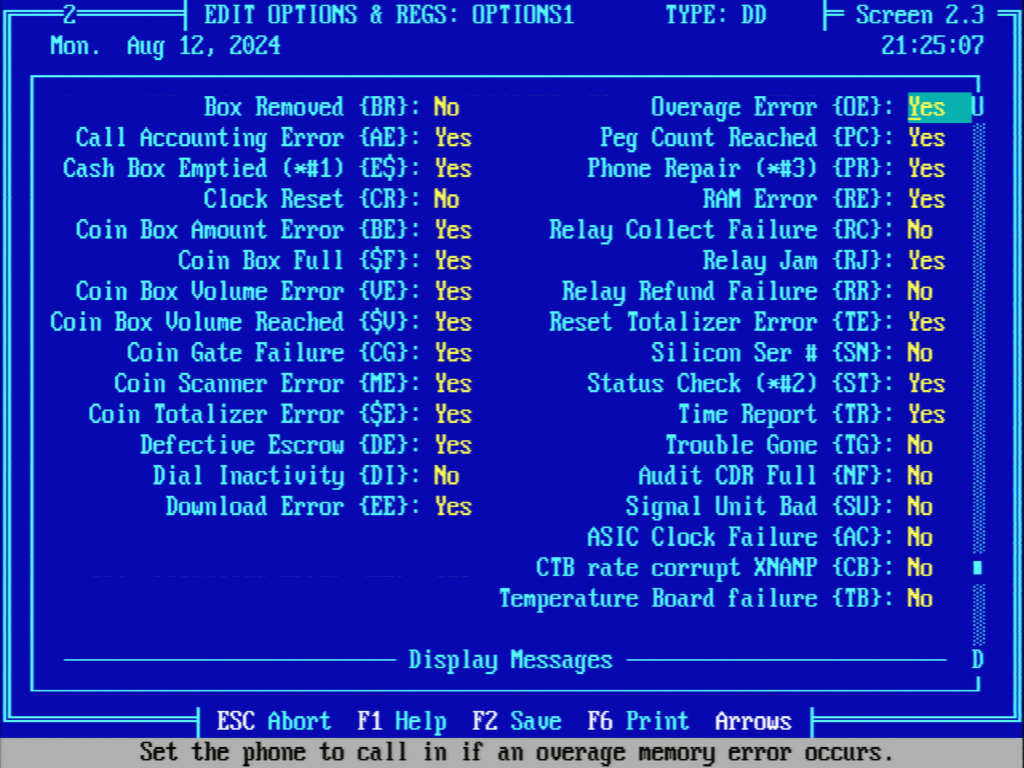 2 EDIT OPTIONS & REGS: OPTIONS1 TYPE: DD Screen 2.3
Mon. Aug 12, 2024 21:25:07
Box Removed {BR}: No Overage Error {OE}: Yes U
Call Accounting Error {AE}: Yes Peg Count Reached {PC}: Yes
Cash Box Emptied (*#1) {E$}: Yes Phone Repair (*#3) {PR}: Yes
Clock Reset {CR}: No RAM Error {RE}: Yes
Coin Box Amount Error {BE}: Yes Relay Collect Failure {RC}: No
Coin Box Full {$F}: Yes Relay Jam {RJ}: Yes
Coin Box Volume Error {VE}: Yes Relay Refund Failure {RR}: No
Coin Box Volume Reached {$V}: Yes Reset Totalizer Error {TE}: Yes
Coin Gate Failure {CG}: Yes Silicon Ser # {SN}: No
Coin Scanner Error {ME}: Yes Status Check (*#2) {ST}: Yes
Coin Totalizer Error {$E}: Yes Time Report {TR}: Yes
Defective Escrow {DE}: Yes Trouble Gone {TG}: No
Dial Inactivity {DI}: No Audit CDR Full {NF}: No
Download Error {EE}: Yes Signal Unit Bad {SU}: No
ASIC Clock Failure {AC}: No
CTB rate corrupt XNANP {CB}: No
Temperature Board failure {TB}: No
Display Messages D
ESC Abort F1 Help F2 Save F6 Print Arrows
Set the phone to call in if an overage memory error occurs.